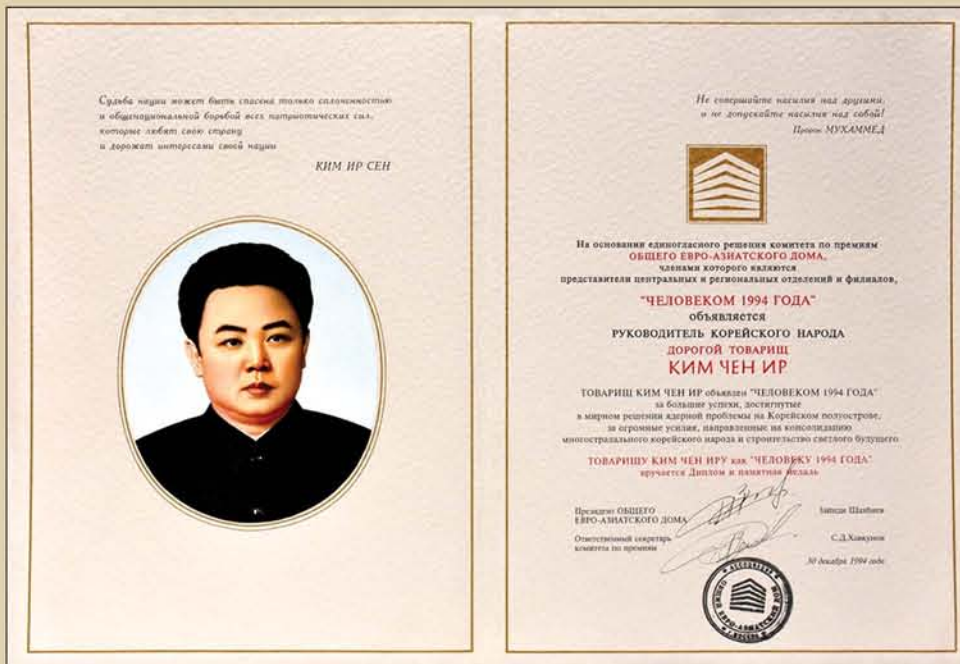 Судьба нации может быть спасена только сплоченностью
и общенациональной борьбой всех патриотических сил,
которые любят свою страну
и дорожат интересами своей нации
КИМ ИР СЕН
Не совершайте насилия над другими,
и не допускайте насилия над собой!
Пророк МУХАММЕД
На основании единогласного решения комитета по премиям
ОБЩЕГО ЕВРО-АЗИАТСКОГО ДОМА,
членами которого являются
представители центральных и региональных отделений и филиалов,
"ЧЕЛОВЕКОМ 1994 ГОДА"
объявляется
РУКОВОДИТЕЛЬ КОРЕЙСКОГО НАРОДА
ДОРОГОЙ ТОВАРИЩ
КИМ ЧЕН ИР
ТОВАРИЩ КИМ ЧЕН ИР объявлен "ЧЕЛОВЕКОМ 1994 ГОДА"
за большие успехи, достигнутые
в мирном решении ядерной проблемы на Корейском полуострове,
за огромные усилия, направленные на консолидацию
многострадального корейского народа и строительство светлого будущего
ТОВАРИЩУ КИМ ЧЕН ИРУ как "ЧЕЛОВЕКУ 1994 ГОДА"
вручается Диплом и памятная медаль
Президент ОБЩЕГО
ЕВРО-АЗИАТСКОГО ДОМА
Ответственный секретарь
комитета по премиям
С.Д.
30 декабря 1994 года
АССОЦИАЦИЯ
ОБЩИЙ ЕВРО-АЗИАТСКИЙ ДОМ
г. МОСКВА